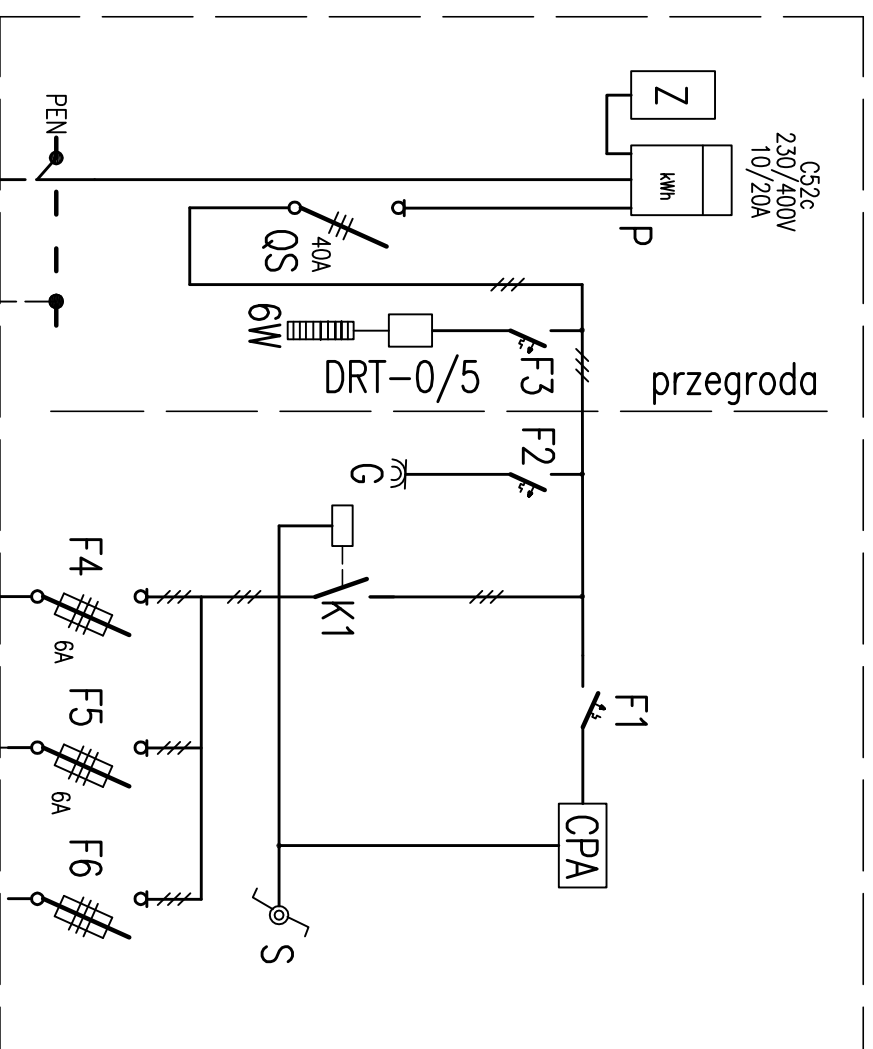 C52c
230/400V
10/20A
Z
kWh
P
PEN
40A
QS
6W
DRT-0/5
F3
przegroda
F2
G
K1
F4
6A
F5
6A
F6
F1
CPA
S